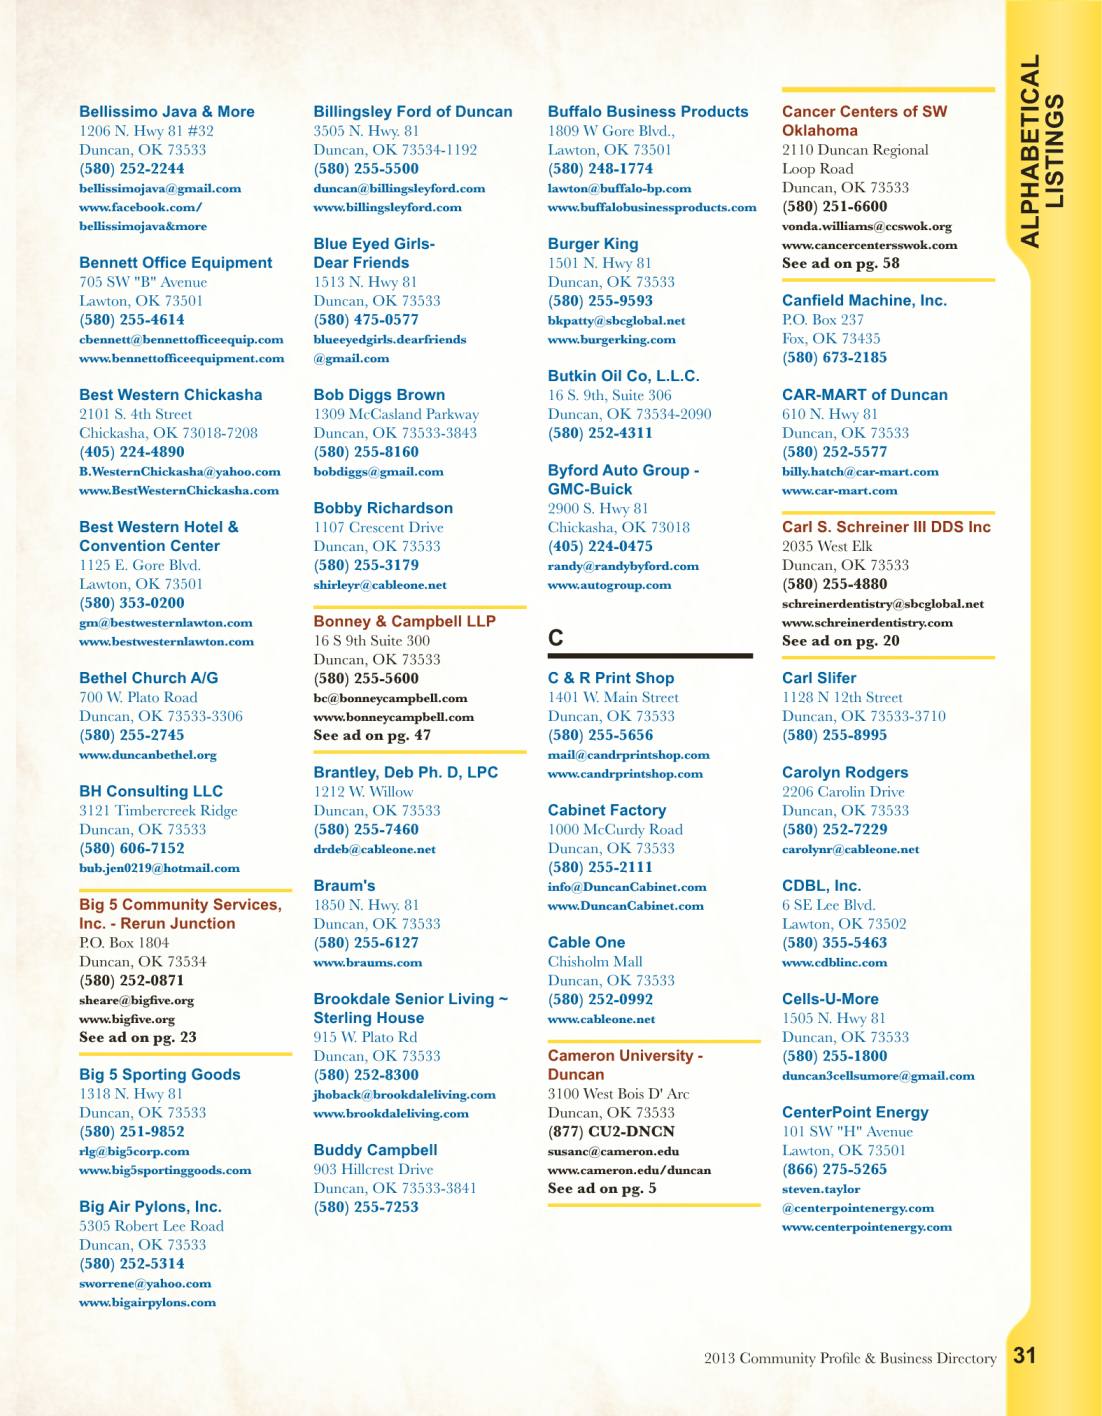 Bellissimo Java & More
1206 N. Hwy 81 #32
Duncan, OK 73533
(580) 252-2244
bellissimojava@gmail.com
www.facebook.com/
bellissimojava&more
Bennett Office Equipment
705 SW "B" Avenue
Lawton, OK 73501
(580) 255-4614
cbennett@bennettofficeequip.com
www.bennettofficeequipment.com
Best Western Chickasha
2101 S. 4th Street
Chickasha, OK 73018-7208
(405) 224-4890
B.WesternChickasha@yahoo.com
www.BestWesternChickasha.com
Best Western Hotel &
Convention Center
1125 E. Gore Blvd.
Lawton, OK 73501
(580) 353-0200
gm@bestwesternlawton.com
www.bestwesternlawton.com
Bethel Church A/G
700 W. Plato Road
Duncan, OK 73533-3306
(580) 255-2745
www.duncanbethel.org
BH Consulting LLC
3121 Timbercreek Ridge
Duncan, OK 73533
(580) 606-7152
bub.jen0219@hotmail.com
Big 5 Community Services,
Inc. - Rerun Junction
P.O. Box 1804
Duncan, OK 73534
(580) 252-0871
sheare@bigfive.org
www.bigfive.org
See ad on pg. 23
Big 5 Sporting Goods
1318 N. Hwy 81
Duncan, OK 73533
(580) 251-9852
rlg@big5corp.com
www.big5sportinggoods.com
Big Air Pylons, Inc.
5305 Robert Lee Road
Duncan, OK 73533
(580) 252-5314
sworrene@yahoo.com
www.bigairpylons.com
Billingsley Ford of Duncan
3505 N. Hwy. 81
Duncan, OK 73534-1192
(580) 255-5500
duncan@billingsleyford.com
www.billingsleyford.com
Blue Eyed Girls-
Dear Friends
1513 N. Hwy 81
Duncan, OK 73533
(580) 475-0577
blueeyedgirls.dearfriends
@gmail.com
Bob Diggs Brown
1309 McCasland Parkway
Duncan, OK 73533-3843
(580) 255-8160
bobdiggs@gmail.com
Bobby Richardson
1107 Crescent Drive
Duncan, OK 73533
(580) 255-3179
shirleyr@cableone.net
Bonney & Campbell LLP
16 S 9th Suite 300
Duncan, OK 73533
(580) 255-5600
bc@bonneycampbell.com
www.bonneycampbell.com
See ad on pg. 47
Brantley, Deb Ph. D, LPC
1212 W. Willow
Duncan, OK 73533
(580) 255-7460
drdeb@cableone.net
Braum's
1850 N. Hwy. 81
Duncan, OK 73533
(580) 255-6127
www.braums.com
Brookdale Senior Living ~
Sterling House
915 W. Plato Rd
Duncan, OK 73533
(580) 252-8300
jhoback@brookdaleliving.com
www.brookdaleliving.com
Buddy Campbell
903 Hillcrest Drive
Duncan, OK 73533-3841
(580) 255-7253
Buffalo Business Products
1809 W Gore Blvd.,
Lawton, OK 73501
(580) 248-1774
lawton@buffalo-bp.com
www.buffalobusinessproducts.com
Burger King
1501 N. Hwy 81
Duncan, OK 73533
(580) 255-9593
bkpatty@sbcglobal.net
www.burgerking.com
Butkin Oil Co, L.L.C.
16 S. 9th, Suite 306
Duncan, OK 73534-2090
(580) 252-4311
Byford Auto Group -
GMC-Buick
2900 S. Hwy 81
Chickasha, OK 73018
(405) 224-0475
randy@randybyford.com
www.autogroup.com
C
C & R Print Shop
1401 W. Main Street
Duncan, OK 73533
(580) 255-5656
mail@candrprintshop.com
www.candrprintshop.com
Cabinet Factory
1000 McCurdy Road
Duncan, OK 73533
(580) 255-2111
info@DuncanCabinet.com
www.DuncanCabinet.com
Cable One
Chisholm Mall
Duncan, OK 73533
(580) 252-0992
www.cableone.net
Cameron University -
Duncan
3100 West Bois D' Arc
Duncan, OK 73533
(877) CU2-DNCN
susanc@cameron.edu
www.cameron.edu/duncan
See ad on pg. 5
Cancer Centers of SW
Oklahoma
2110 Duncan Regional
Loop Road
Duncan, OK 73533
(580) 251-6600
vonda.williams@ccswok.org
www.cancercentersswok.com
See ad on pg. 58
Canfield Machine, Inc.
P.O. Box 237
Fox, OK 73435
(580) 673-2185
CAR-MART of Duncan
610 N. Hwy 81
Duncan, OK 73533
(580) 252-5577
billy.hatch@car-mart.com
www.car-mart.com
Carl S. Schreiner III DDS Inc
2035 West Elk
Duncan, OK 73533
(580) 255-4880
schreinerdentistry@sbcglobal.net
www.schreinerdentistry.com
See ad on pg. 20
Carl Slifer
1128 N 12th Street
Duncan, OK 73533-3710
(580) 255-8995
Carolyn Rodgers
2206 Carolin Drive
Duncan, OK 73533
(580) 252-7229
carolynr@cableone.net
CDBL, Inc.
6 SE Lee Blvd.
Lawton, OK 73502
(580) 355-5463
www.cdblinc.com
Cells-U-More
1505 N. Hwy 81
Duncan, OK 73533
(580) 255-1800
duncan3cellsumore@gmail.com
CenterPoint Energy
101 SW "H" Avenue
Lawton, OK 73501
(866) 275-5265
steven.taylor
@centerpointenergy.com
www.centerpointenergy.com
ALPHABETICAL
LISTINGS
2013 Community Profile & Business Directory 31